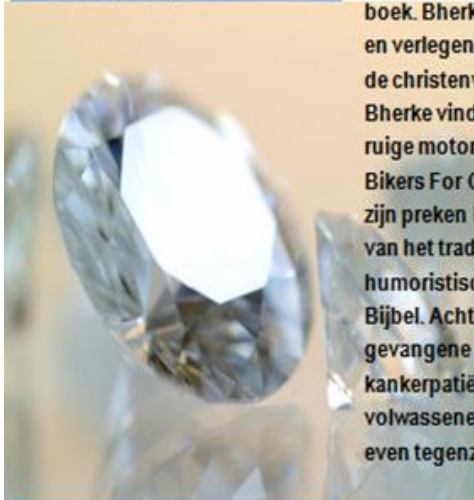 boek. Bherk
en verlegen
de christenv
Bherke vind
ruige motor
Bikers For
zijn preken
van het trad
humoristisc
Bijbel. Acht
gevangene
kankerpatië
volwassene
even tegenz